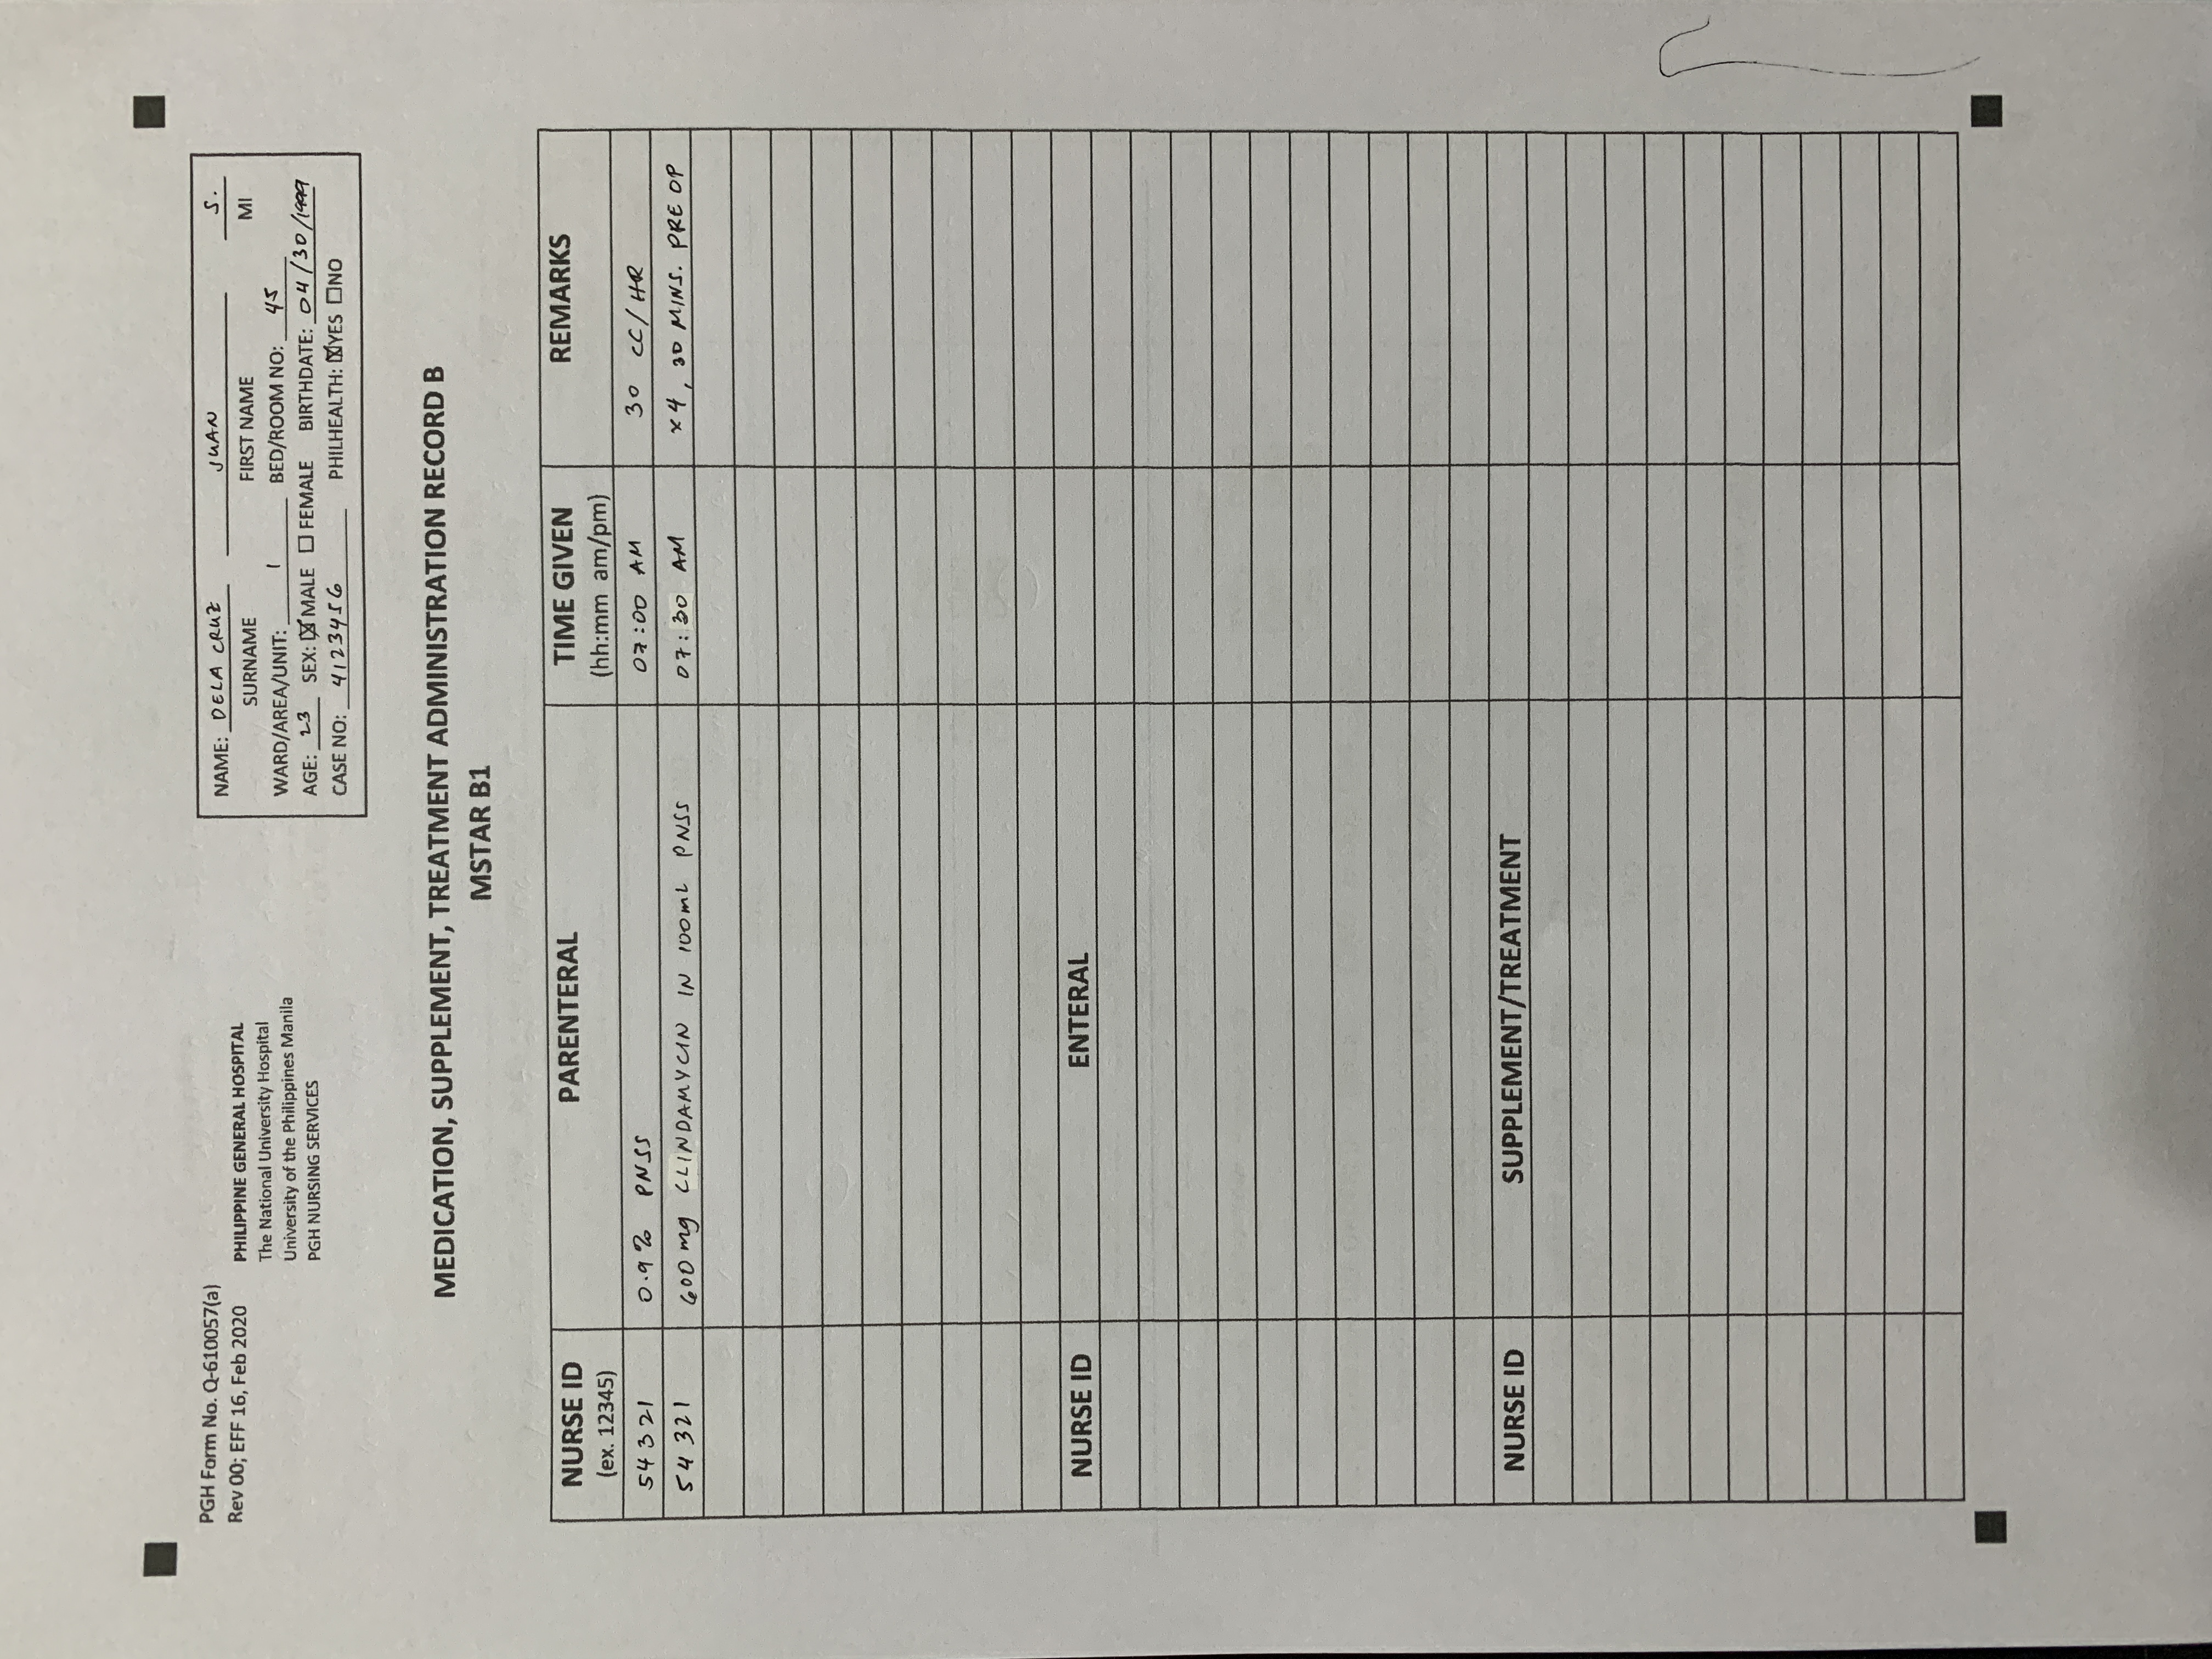 PGH Form No. Q-610057(a)
Rev 00; EFF 16, Feb 2020
PHILIPPINE GENERAL HOSPITAL
The National University Hospital
University of the Philippines Manila
PGH NURSING SERVICES
NAME: DELA CRUZ JUAN S.
SURNAME FIRST NAME MI
WARD/AREA/UNIT: 1 BED/ROOM NO: 45
AGE: 23 SEX: ☒ MALE ☐ FEMALE BIRTHDATE: 04/30/1999
CASE NO: 4123456 PHILHEALTH: ☒YES ☐NO
MEDICATION, SUPPLEMENT, TREATMENT ADMINISTRATION RECORD B
MSTAR B1
NURSE ID PARENTERAL TIME GIVEN REMARKS
(ex. 12345) (hh:mm am/pm)
54321 0.9% PNSS 07:00 AM 30 CC/HR
54321 600 mg CLINDAMYCIN IN 100mL PNSS 07:30 AM x4, 30 MINS. PRE OP
NURSE ID ENTERAL
NURSE ID SUPPLEMENT/TREATMENT